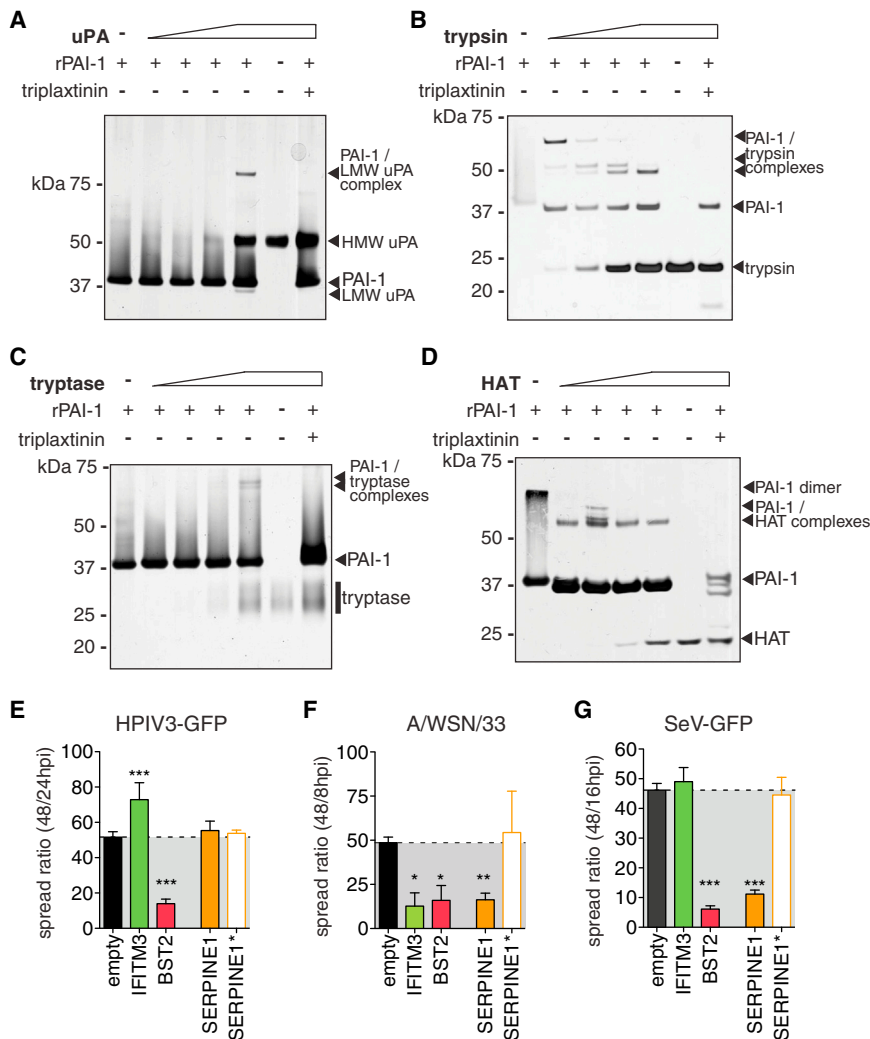 A
uPA -
rPAI-1 + + + + + - +
triplaxtinin - - - - - - +
kDa 75 -
50 -
37 -
PAI-1 /
LMW uPA
complex
HMW uPA
PAI-1
LMW uPA
B
trypsin -
rPAI-1 + + + + + - +
triplaxtinin - - - - - - +
kDa 75 -
50 -
37 -
25 -
20 -
PAI-1 /
trypsin
complexes
PAI-1
trypsin
C
tryptase -
rPAI-1 + + + + + - +
triplaxtinin - - - - - - +
kDa 75 -
50 -
37 -
25 -
20 -
PAI-1 /
tryptase
complexes
PAI-1
tryptase
D
HAT -
rPAI-1 + + + + + - +
triplaxtinin - - - - - - +
kDa 75 -
50 -
37 -
25 -
PAI-1 dimer
PAI-1 /
HAT complexes
PAI-1
HAT
E
HPIV3-GFP
spread ratio (48/24hpi)
100
80
60
40
20
0
***
***
empty
IFITM3
BST2
SERPINE1
SERPINE1*
F
A/WSN/33
spread ratio (48/8hpi)
100
75
50
25
0
*
*
**
empty
IFITM3
BST2
SERPINE1
SERPINE1*
G
SeV-GFP
spread ratio (48/16hpi)
60
50
40
30
20
10
0
***
***
empty
IFITM3
BST2
SERPINE1
SERPINE1*